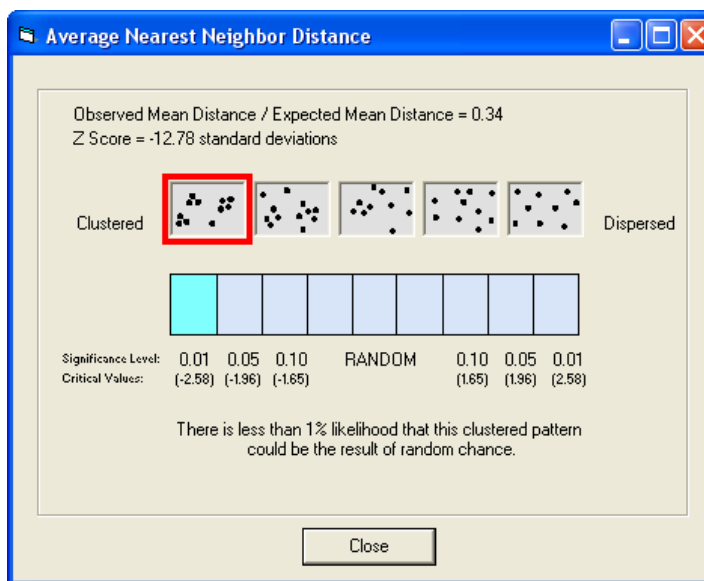 Average Nearest Neighbor Distance
Observed Mean Distance / Expected Mean Distance = 0.34
Z Score = -12.78 standard deviations
Clustered
Dispersed
Significance Level: 0.01 0.05 0.10 RANDOM 0.10 0.05 0.01
Critical Values: (-2.58) (-1.96) (-1.65) (1.65) (1.96) (2.58)
There is less than 1% likelihood that this clustered pattern
could be the result of random chance.
Close